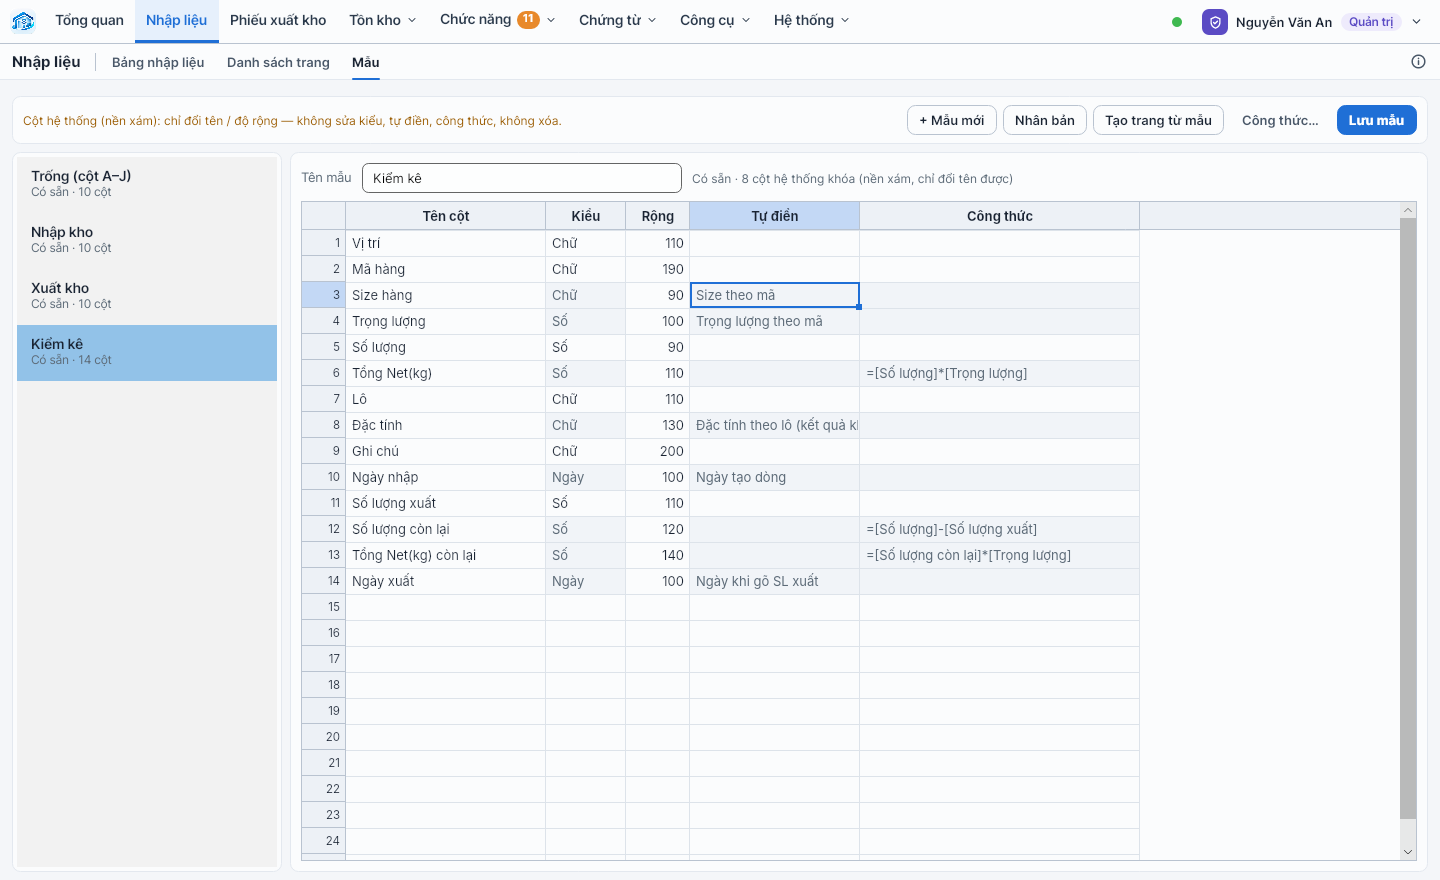 Tổng quan Nhập liệu Phiếu xuất kho Tồn kho Chức năng 11 Chứng từ Công cụ Hệ thống Nguyễn Văn An Quản trị
Nhập liệu Bảng nhập liệu Danh sách trang Mẫu
Cột hệ thống (nền xám): chỉ đổi tên / độ rộng — không sửa kiểu, tự điền, công thức, không xóa.
+ Mẫu mới Nhân bản Tạo trang từ mẫu Công thức... Lưu mẫu
Trống (cột A–J)
Có sẵn · 10 cột
Nhập kho
Có sẵn · 10 cột
Xuất kho
Có sẵn · 10 cột
Kiểm kê
Có sẵn · 14 cột
Tên mẫu Kiểm kê Có sẵn · 8 cột hệ thống khóa (nền xám, chỉ đổi tên được)
Tên cột Kiểu Rộng Tự điền Công thức
1 Vị trí Chữ 110
2 Mã hàng Chữ 190
3 Size hàng Chữ 90 Size theo mã
4 Trọng lượng Số 100 Trọng lượng theo mã
5 Số lượng Số 90
6 Tổng Net(kg) Số 110 =[Số lượng]*[Trọng lượng]
7 Lô Chữ 110
8 Đặc tính Chữ 130 Đặc tính theo lô (kết quả
9 Ghi chú Chữ 200
10 Ngày nhập Ngày 100 Ngày tạo dòng
11 Số lượng xuất Số 110
12 Số lượng còn lại Số 120 =[Số lượng]-[Số lượng xuất]
13 Tổng Net(kg) còn lại Số 140 =[Số lượng còn lại]*[Trọng lượng]
14 Ngày xuất Ngày 100 Ngày khi gõ SL xuất
15
16
17
18
19
20
21
22
23
24